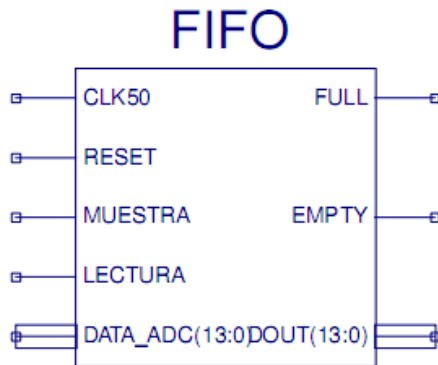 FIFO
CLK50 FULL
RESET
MUESTRA EMPTY
LECTURA
DATA_ADC(13:0) DOUT(13:0)